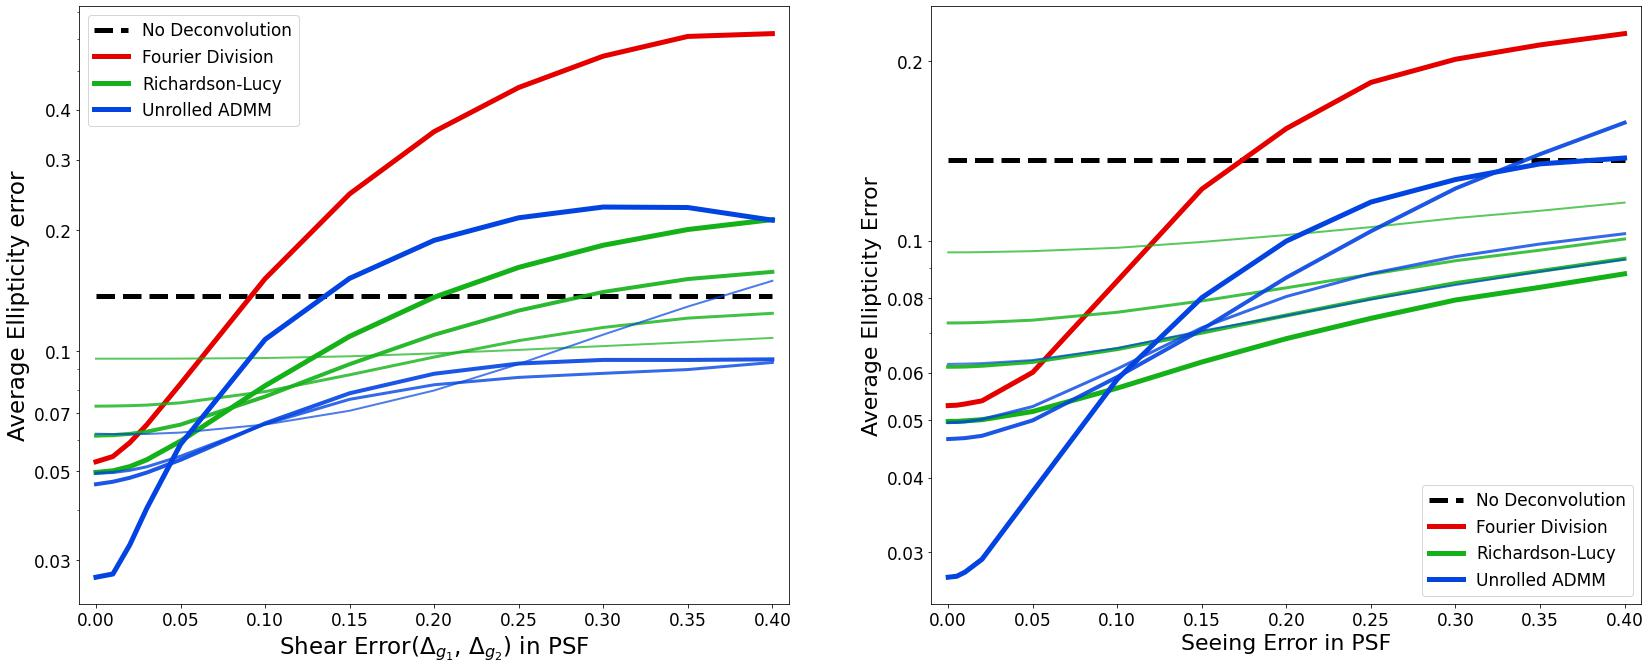 No Deconvolution
Fourier Division
Richardson-Lucy
Unrolled ADMM
0.4
0.3
0.2
0.1
0.07
0.05
0.03
Average Ellipticity error
0.00 0.05 0.10 0.15 0.20 0.25 0.30 0.35 0.40
Shear Error(Δg1, Δg2) in PSF
0.2
0.1
0.08
0.06
0.05
0.04
0.03
Average Ellipticity Error
No Deconvolution
Fourier Division
Richardson-Lucy
Unrolled ADMM
0.00 0.05 0.10 0.15 0.20 0.25 0.30 0.35 0.40
Seeing Error in PSF